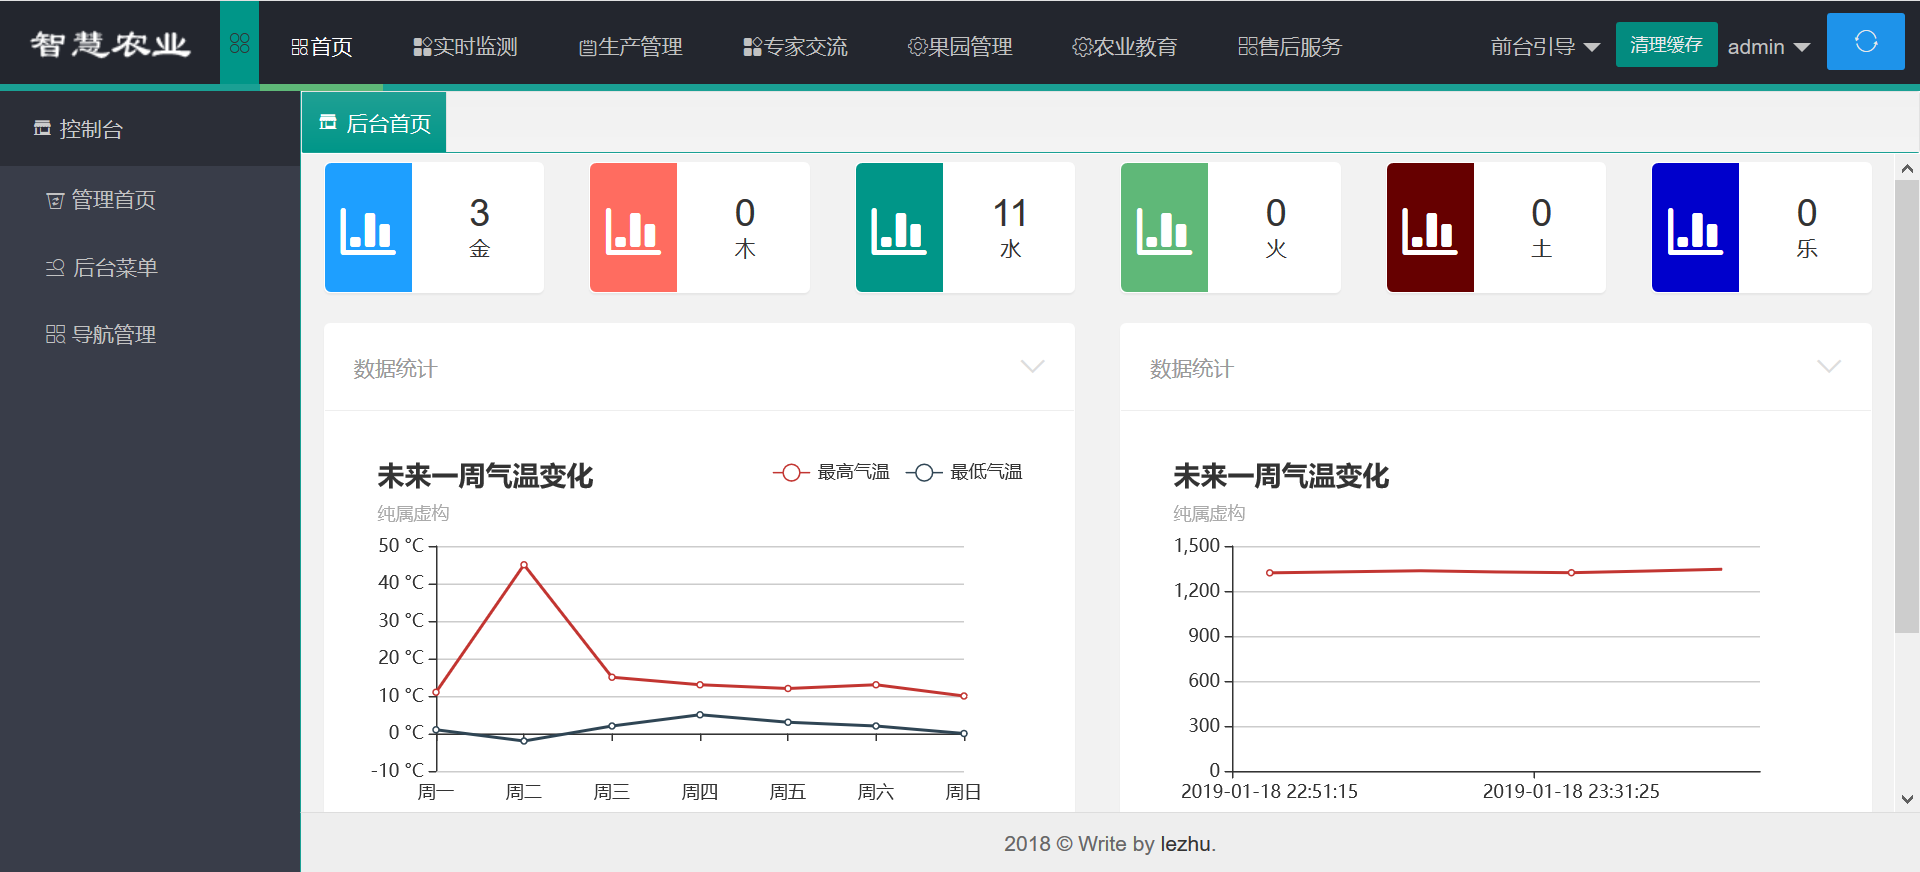 智慧农业
首页 实时监测 生产管理 专家交流 果园管理 农业教育 售后服务 前台引导 清理缓存 admin
控制台
管理首页
后台菜单
导航管理
后台首页
3
金
0
木
11
水
0
火
0
土
0
乐
数据统计
未来一周气温变化
最高气温 最低气温
纯属虚构
50 °C
40 °C
30 °C
20 °C
10 °C
0 °C
-10 °C
周一 周二 周三 周四 周五 周六 周日
数据统计
未来一周气温变化
纯属虚构
1,500
1,200
900
600
300
0
2019-01-18 22:51:15 2019-01-18 23:31:25
2018 © Write by lezhu.